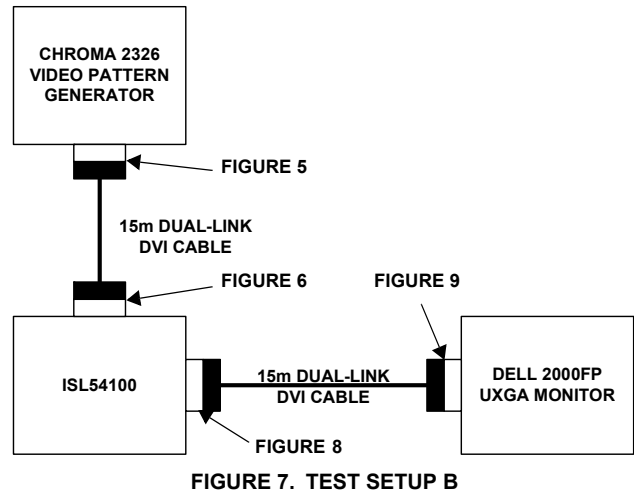 CHROMA 2326
VIDEO PATTERN
GENERATOR
FIGURE 5
15m DUAL-LINK
DVI CABLE
FIGURE 6
FIGURE 9
ISL54100
15m DUAL-LINK
DVI CABLE
DELL 2000FP
UXGA MONITOR
FIGURE 8
FIGURE 7. TEST SETUP B